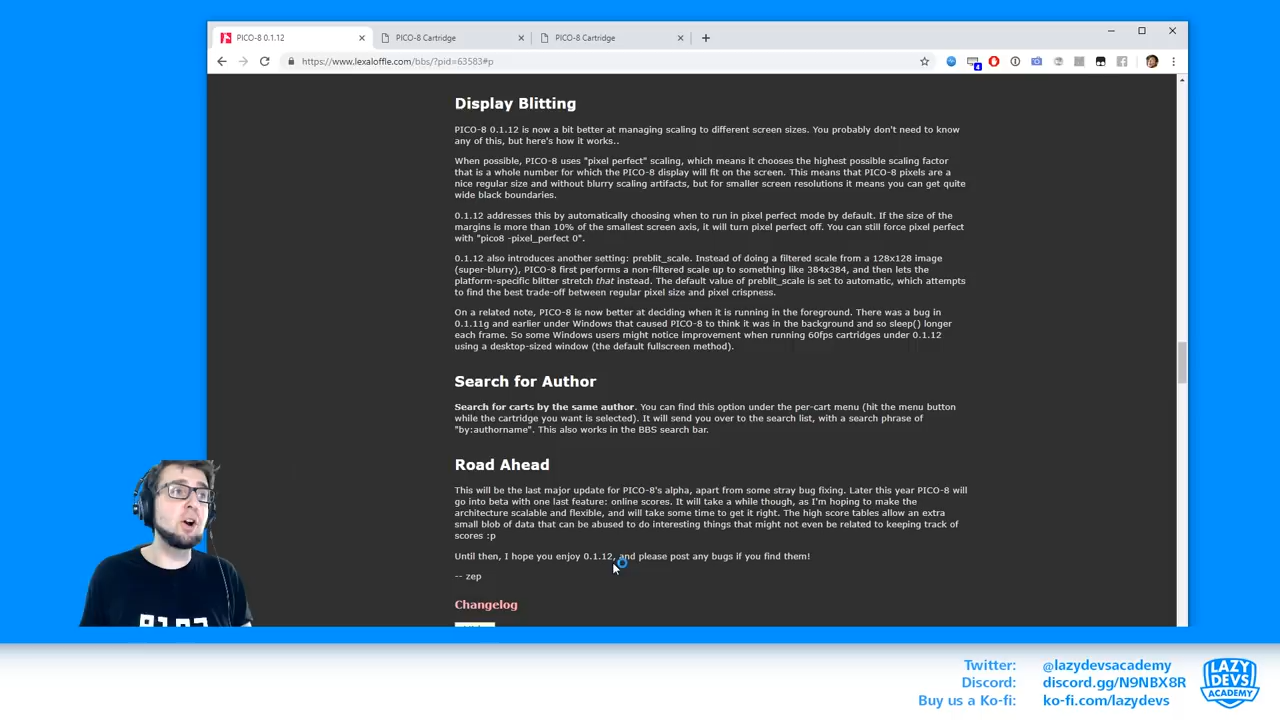 PICO-8 0.1.12
PICO-8 Cartridge
PICO-8 Cartridge
https://www.lexaloffle.com/bbs/?pid=63583#p
Display Blitting
PICO-8 0.1.12 is now a bit better at managing scaling to different screen sizes. You probably don't need to know
any of this, but here's how it works..
When possible, PICO-8 uses "pixel perfect" scaling, which means it chooses the highest possible scaling factor
that is a whole number for which the PICO-8 display will fit on the screen. This means that PICO-8 pixels are a
nice regular size and without blurry scaling artifacts, but for smaller screen resolutions it means you can get quite
wide black boundaries.
0.1.12 addresses this by automatically choosing when to run in pixel perfect mode by default. If the size of the
margins is more than 10% of the smallest screen axis, it will turn pixel perfect off. You can still force pixel perfect
with "pico8 -pixel_perfect 0".
0.1.12 also introduces another setting: preblit_scale. Instead of doing a filtered scale from a 128x128 image
(super-blurry), PICO-8 first performs a non-filtered scale up to something like 384x384, and then lets the
platform-specific blitter stretch that instead. The default value of preblit_scale is set to automatic, which attempts
to find the best trade-off between regular pixel size and pixel crispness.
On a related note, PICO-8 is now better at deciding when it is running in the foreground. There was a bug in
0.1.11g and earlier under Windows that caused PICO-8 to think it was in the background and so sleep() longer
each frame. So some Windows users might notice improvement when running 60fps cartridges under 0.1.12
using a desktop-sized window (the default fullscreen method).
Search for Author
Search for carts by the same author. You can find this option under the per-cart menu (hit the menu button
while the cartridge you want is selected). It will send you over to the search list, with a search phrase of
"by:authorname". This also works in the BBS search bar.
Road Ahead
This will be the last major update for PICO-8's alpha, apart from some stray bug fixing. Later this year PICO-8 will
go into beta with one last feature: online scores. It will take a while though, as I'm hoping to make the
architecture scalable and flexible, and will take some time to get it right. The high score tables allow an extra
small blob of data that can be abused to do interesting things that might not even be related to keeping track of
scores :p
Until then, I hope you enjoy 0.1.12, and please post any bugs if you find them!
-- zep
Changelog
Twitter: @lazydevsacademy
Discord: discord.gg/N9NBX8R
Buy us a Ko-fi: ko-fi.com/lazydevs
LAZY
DEVS
ACADEMY